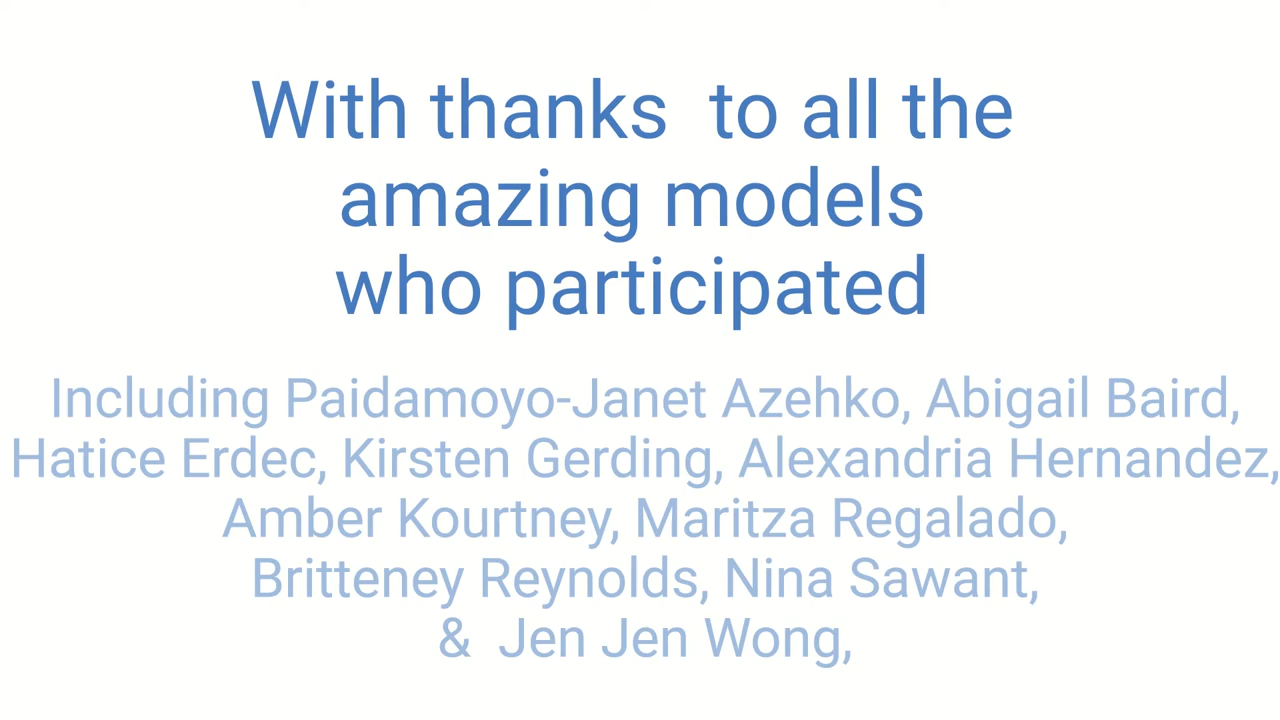 With thanks  to all the
amazing models
who participated
Including Paidamoyo-Janet Azehko, Abigail Baird,
Hatice Erdec, Kirsten Gerding, Alexandria Hernandez,
Amber Kourtney, Maritza Regalado,
Britteney Reynolds, Nina Sawant,
&  Jen Jen Wong,